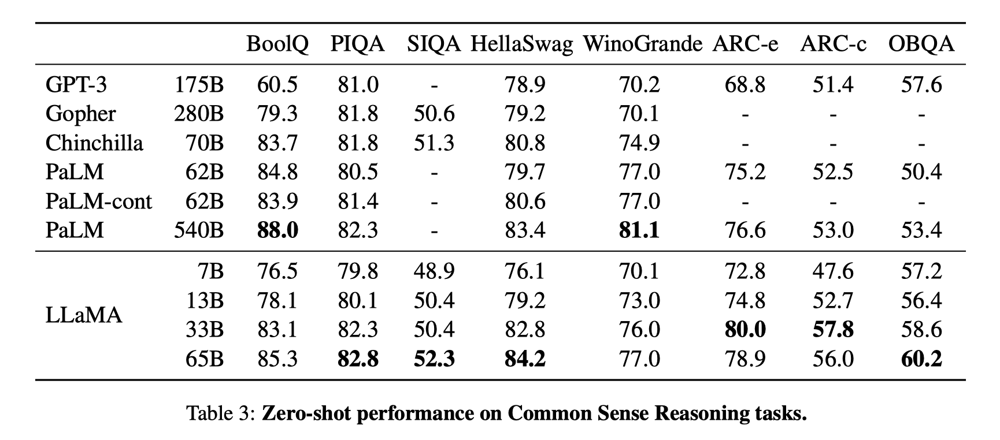 BoolQ PIQA SIQA HellaSwag WinoGrande ARC-e ARC-c OBQA
GPT-3 175B 60.5 81.0 - 78.9 70.2 68.8 51.4 57.6
Gopher 280B 79.3 81.8 50.6 79.2 70.1 - - -
Chinchilla 70B 83.7 81.8 51.3 80.8 74.9 - - -
PaLM 62B 84.8 80.5 - 79.7 77.0 75.2 52.5 50.4
PaLM-cont 62B 83.9 81.4 - 80.6 77.0 - - -
PaLM 540B 88.0 82.3 - 83.4 81.1 76.6 53.0 53.4
LLaMA
7B 76.5 79.8 48.9 76.1 70.1 72.8 47.6 57.2
13B 78.1 80.1 50.4 79.2 73.0 74.8 52.7 56.4
33B 83.1 82.3 50.4 82.8 76.0 80.0 57.8 58.6
65B 85.3 82.8 52.3 84.2 77.0 78.9 56.0 60.2
Table 3: Zero-shot performance on Common Sense Reasoning tasks.